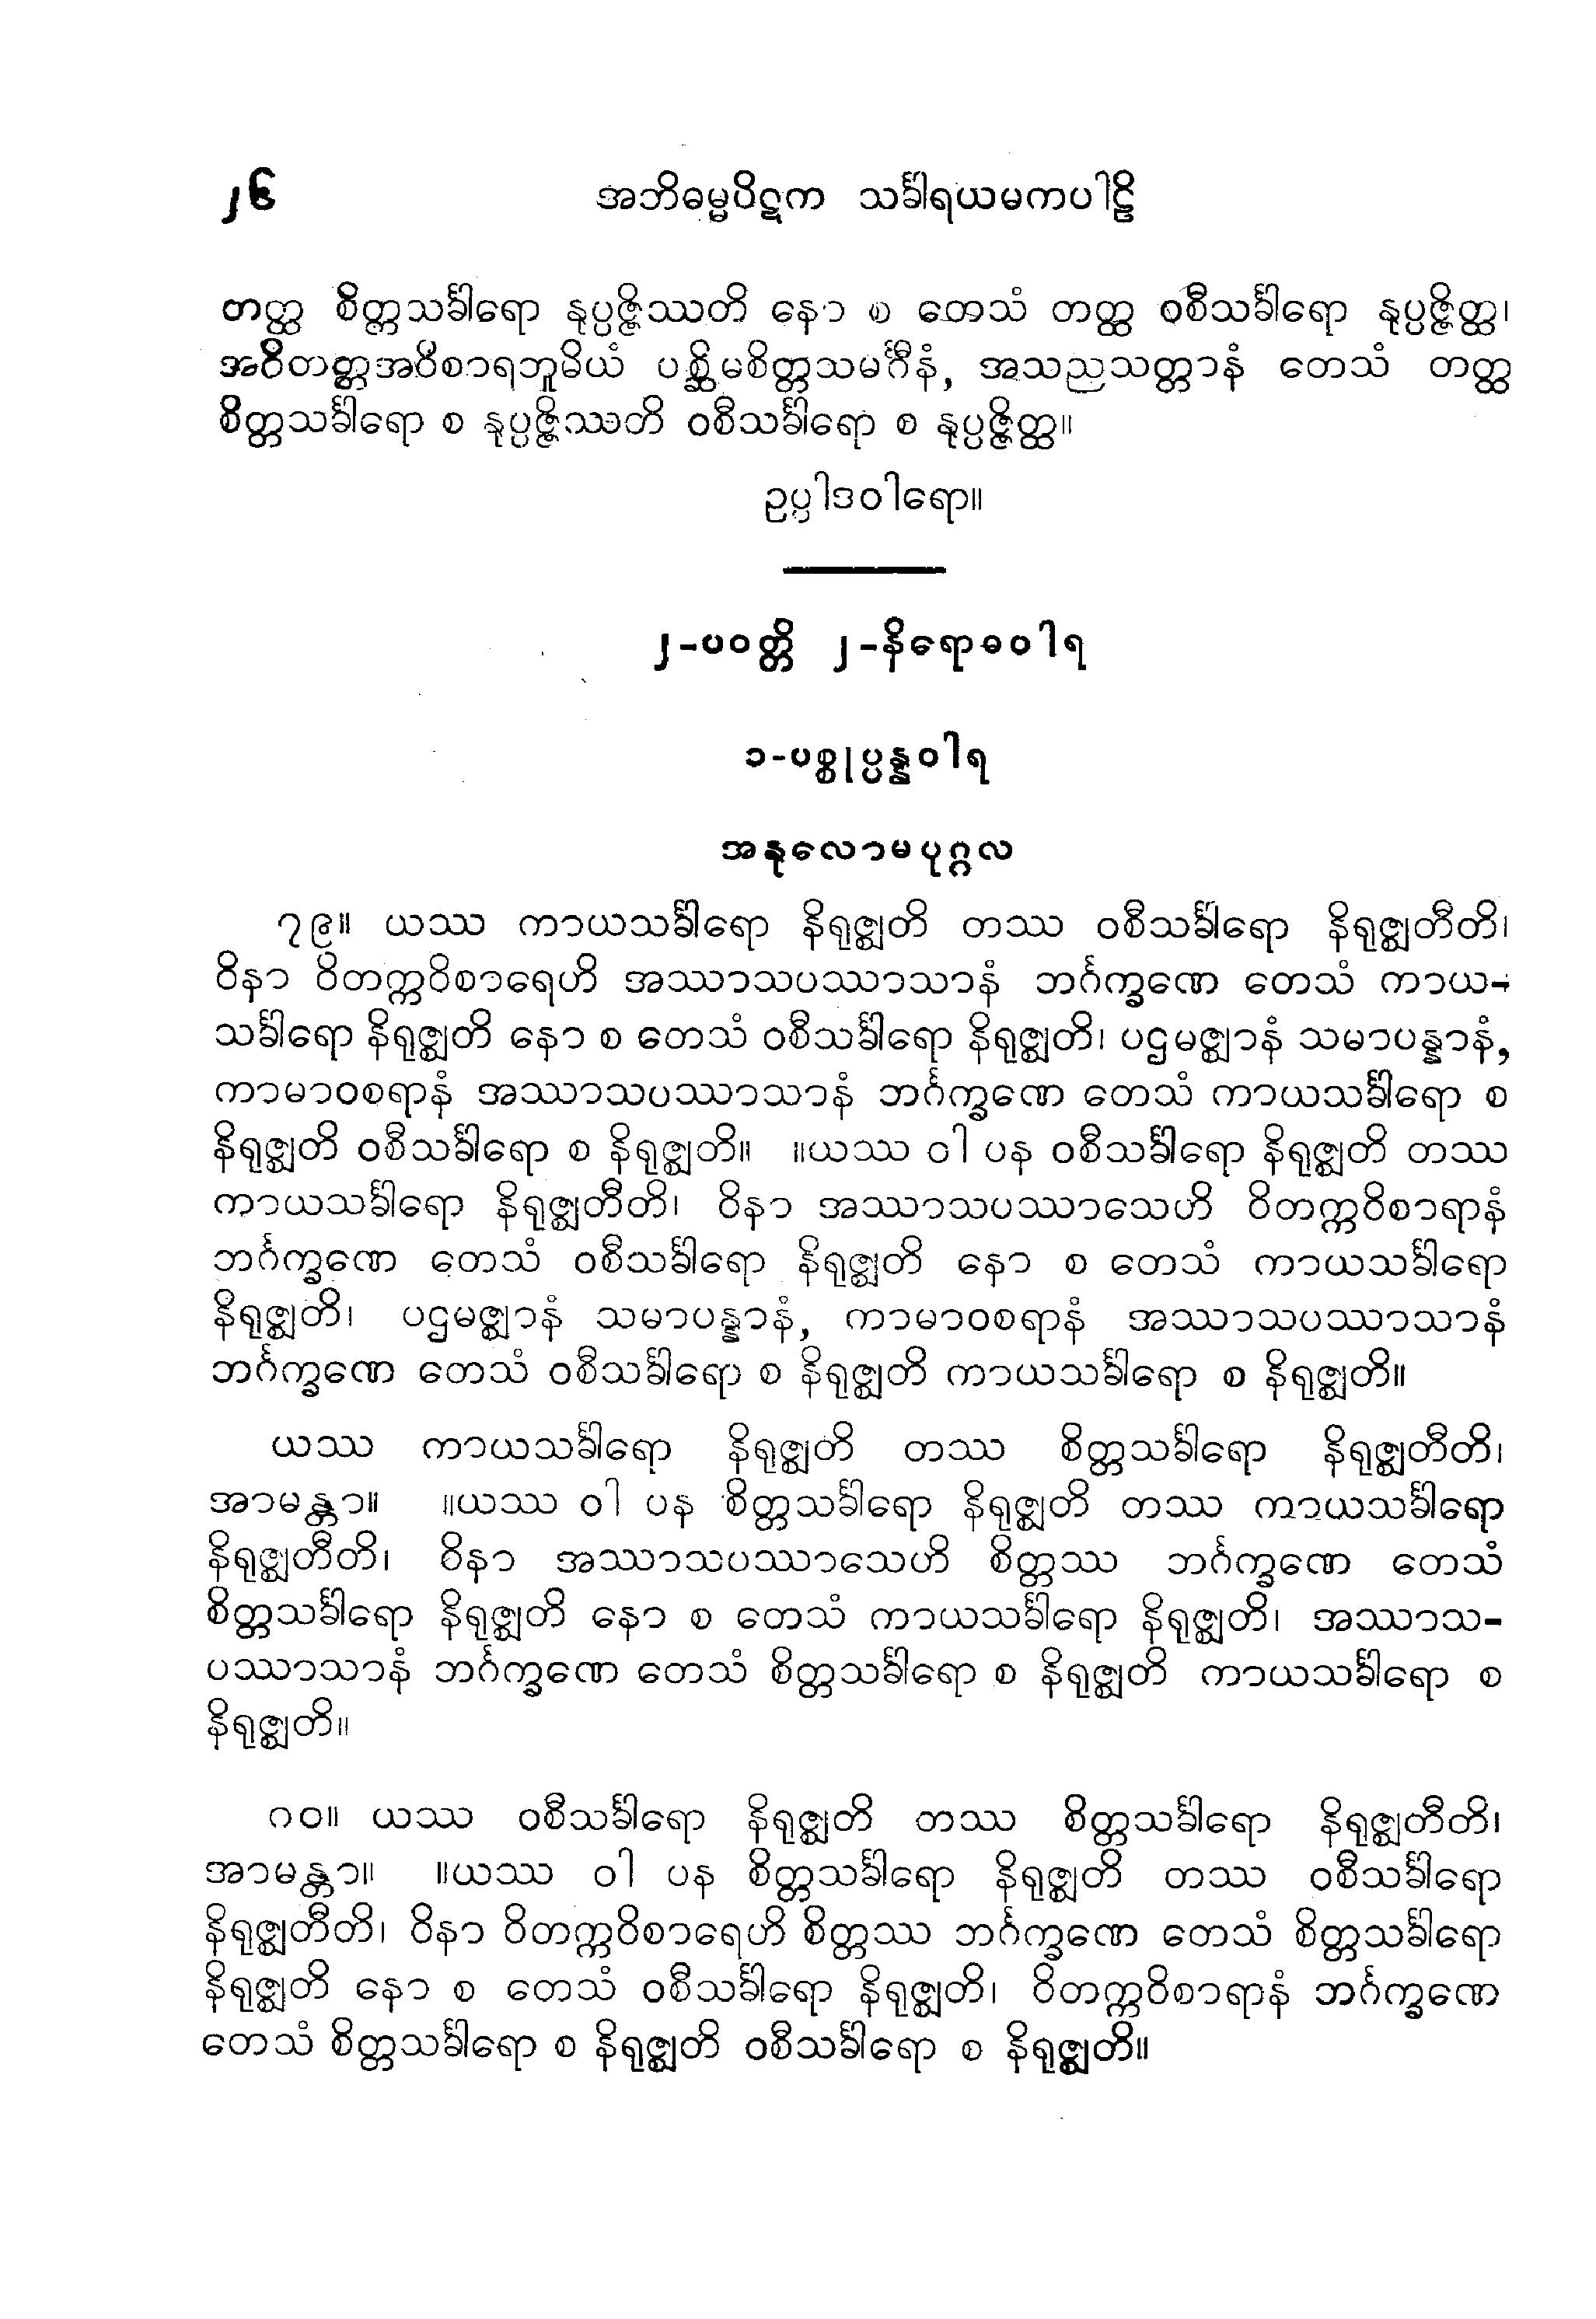 ၂၆ အဘိဓမ္မပိဋက သင်္ခါရယမကပါဠိ
တတ္ထ စိတ္တသင်္ခါရော နုပ္ပဇ္ဇိဿတိ နော စ တေသံ တတ္ထ ဝစီသင်္ခါရော နုပ္ပဇ္ဇိတ္ထ၊
အဝိတတ္တအဝိစာရဘူမိယံ ပစ္ဆိမစိတ္တသမင်္ဂီနံ, အသညသတ္တာနံ တေသံ တတ္ထ
စိတ္တသင်္ခါရော စ နုပ္ပဇ္ဇိဿတိ ဝစီသင်္ခါရော စ နုပ္ပဇ္ဇိတ္ထ။
ဥပ္ပါဒဝါရော။
၂-ပဝတ္တိ ၂-နိရောဓဝါရ
၁-ပစ္စုပ္ပန္နဝါရ
အနုလောမပုဂ္ဂလ
၇၉။ ယဿ ကာယသင်္ခါရော နိရုဇ္ဈတိ တဿ ဝစီသင်္ခါရော နိရုဇ္ဈတီတိ၊
ဝိနာ ဝိတက္ကဝိစာရေဟိ အဿာသပဿာသာနံ ဘင်္ဂက္ခဏေ တေသံ ကာယ-
သင်္ခါရော နိရုဇ္ဈတိ နော စ တေသံ ဝစီသင်္ခါရော နိရုဇ္ဈတိ၊ ပဌမဇ္ဈာနံ သမာပန္နာနံ,
ကာမာဝစရာနံ အဿာသပဿာသာနံ ဘင်္ဂက္ခဏေ တေသံ ကာယသင်္ခါရော စ
နိရုဇ္ဈတိ ဝစီသင်္ခါရော စ နိရုဇ္ဈတိ။ ။ယဿ ဝါ ပန ဝစီသင်္ခါရော နိရုဇ္ဈတိ တဿ
ကာယသင်္ခါရော နိရုဇ္ဈတီတိ၊ ဝိနာ အဿာသပဿာသေဟိ ဝိတက္ကဝိစာရာနံ
ဘင်္ဂက္ခဏေ တေသံ ဝစီသင်္ခါရော နိရုဇ္ဈတိ နော စ တေသံ ကာယသင်္ခါရော
နိရုဇ္ဈတိ၊ ပဌမဇ္ဈာနံ သမာပန္နာနံ, ကာမာဝစရာနံ အဿာသပဿာသာနံ
ဘင်္ဂက္ခဏေ တေသံ ဝစီသင်္ခါရော စ နိရုဇ္ဈတိ ကာယသင်္ခါရော စ နိရုဇ္ဈတိ။
ယဿ ကာယသင်္ခါရော နိရုဇ္ဈတိ တဿ စိတ္တသင်္ခါရော နိရုဇ္ဈတီတိ၊
အာမန္တာ။ ။ယဿ ဝါ ပန စိတ္တသင်္ခါရော နိရုဇ္ဈတိ တဿ ကာယသင်္ခါရော
နိရုဇ္ဈတီတိ၊ ဝိနာ အဿာသပဿာသေဟိ စိတ္တဿ ဘင်္ဂက္ခဏေ တေသံ
စိတ္တသင်္ခါရော နိရုဇ္ဈတိ နော စ တေသံ ကာယသင်္ခါရော နိရုဇ္ဈတိ၊ အဿာသ-
ပဿာသာနံ ဘင်္ဂက္ခဏေ တေသံ စိတ္တသင်္ခါရော စ နိရုဇ္ဈတိ ကာယသင်္ခါရော စ
နိရုဇ္ဈတိ။
၈၀။ ယဿ ဝစီသင်္ခါရော နိရုဇ္ဈတိ တဿ စိတ္တသင်္ခါရော နိရုဇ္ဈတီတိ၊
အာမန္တာ။ ။ယဿ ဝါ ပန စိတ္တသင်္ခါရော နိရုဇ္ဈတိ တဿ ဝစီသင်္ခါရော
နိရုဇ္ဈတီတိ၊ ဝိနာ ဝိတက္ကဝိစာရေဟိ စိတ္တဿ ဘင်္ဂက္ခဏေ တေသံ စိတ္တသင်္ခါရော
နိရုဇ္ဈတိ နော စ တေသံ ဝစီသင်္ခါရော နိရုဇ္ဈတိ၊ ဝိတက္ကဝိစာရာနံ ဘင်္ဂက္ခဏေ
တေသံ စိတ္တသင်္ခါရော စ နိရုဇ္ဈတိ ဝစီသင်္ခါရော စ နိရုဇ္ဈတိ။